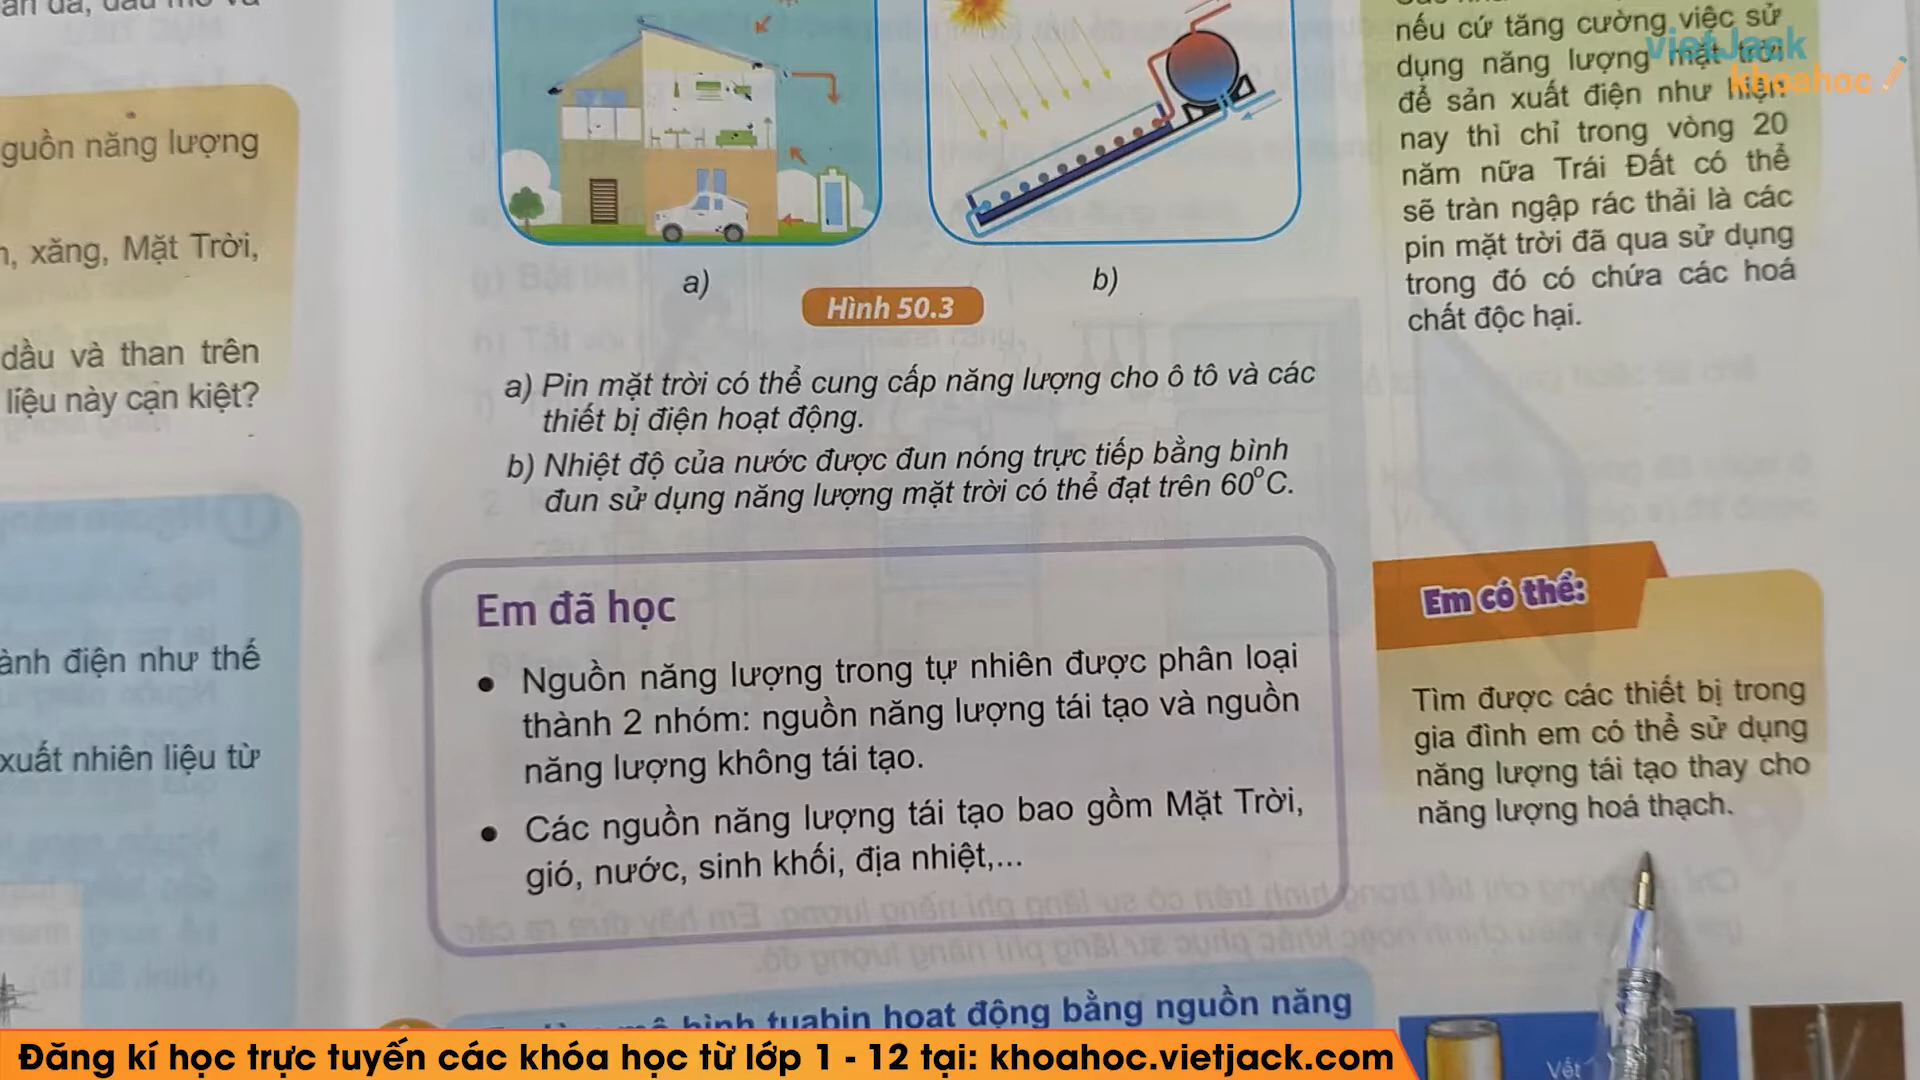 guồn năng lượng
xăng, Mặt Trời,
dầu và than trên
liệu này cạn kiệt?
ành điện như thế
xuất nhiên liệu từ
a)
b)
Hình 50.3
a) Pin mặt trời có thể cung cấp năng lượng cho ô tô và các
thiết bị điện hoạt động.
b) Nhiệt độ của nước được đun nóng trực tiếp bằng bình
đun sử dụng năng lượng mặt trời có thể đạt trên 60°C.
Em đã học
• Nguồn năng lượng trong tự nhiên được phân loại
thành 2 nhóm: nguồn năng lượng tái tạo và nguồn
năng lượng không tái tạo.
• Các nguồn năng lượng tái tạo bao gồm Mặt Trời,
gió, nước, sinh khối, địa nhiệt,...
hình tuabin hoạt động bằng nguồn năng
nếu cứ tăng cường việc sử
dụng năng lượng mặt trời
để sản xuất điện như hiện
nay thì chỉ trong vòng 20
năm nữa Trái Đất có thể
sẽ tràn ngập rác thải là các
pin mặt trời đã qua sử dụng
trong đó có chứa các hoá
chất độc hại.
vietJack
khoahoc
Em có thể:
Tìm được các thiết bị trong
gia đình em có thể sử dụng
năng lượng tái tạo thay cho
năng lượng hoá thạch.
Vết
Đăng kí học trực tuyến các khóa học từ lớp 1 - 12 tại: khoahoc.vietjack.com